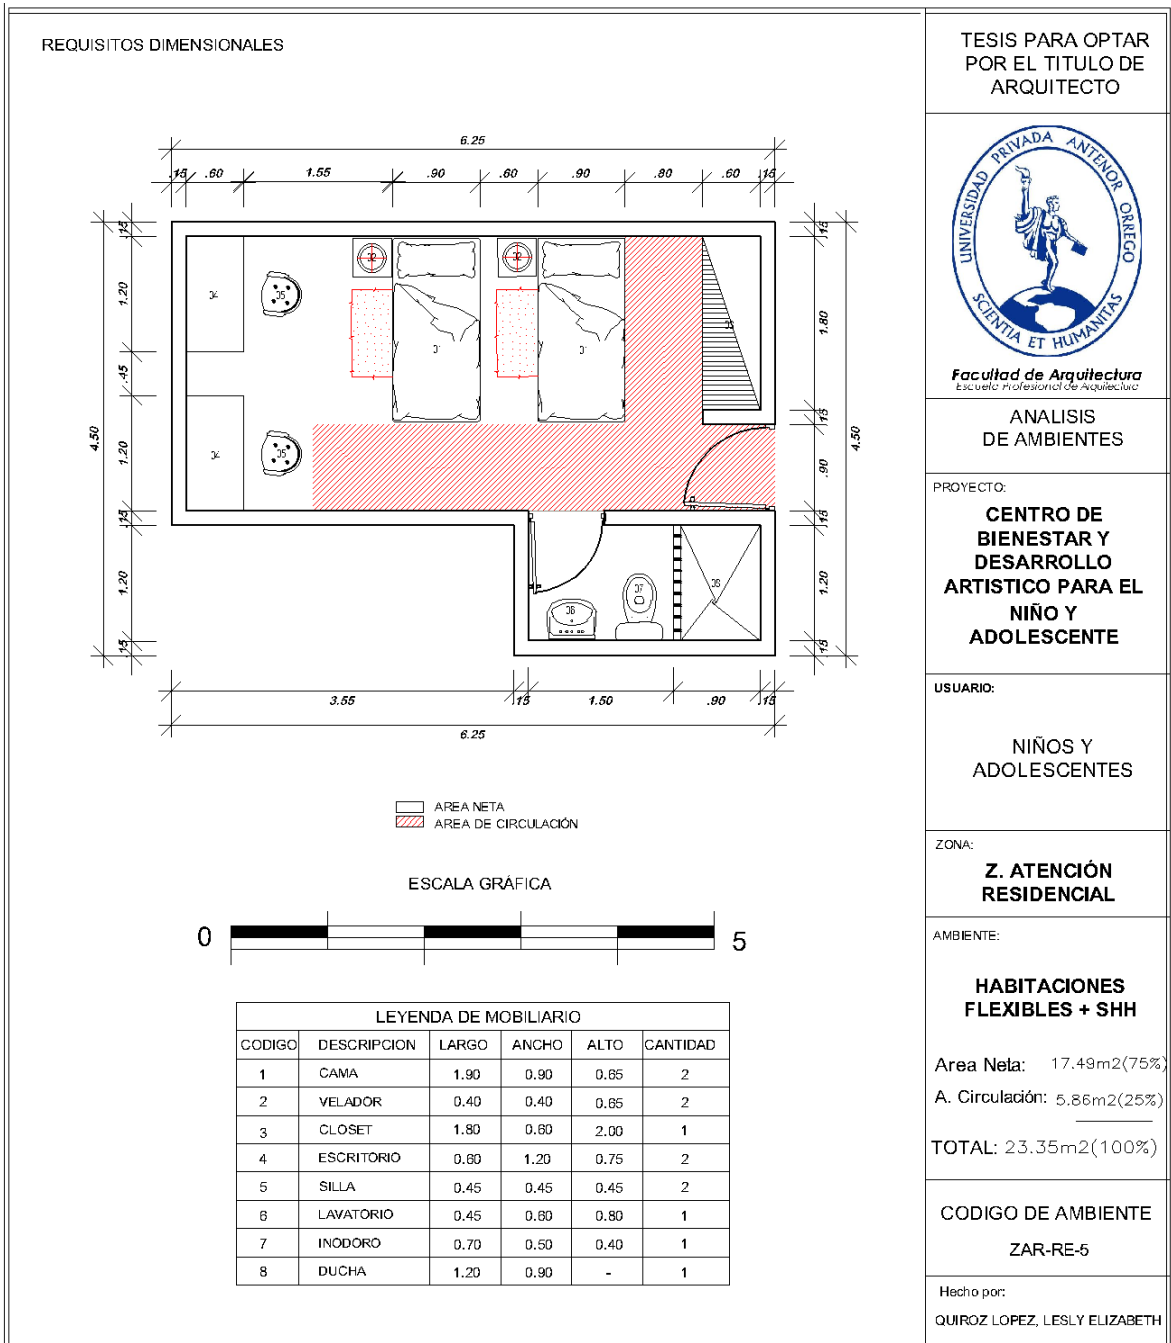 REQUISITOS DIMENSIONALES
6.25
.15 .60 1.55 .90 .60 .90 .80 .60 .15
4.50
.15
1.20
.45
1.20
.15
1.20
.15
.15
1.80
.15
.90
.15
1.20
.15
4.50
3.55 .15 1.50 .90 .15
6.25
AREA NETA
AREA DE CIRCULACIÓN
ESCALA GRÁFICA
0 5
LEYENDA DE MOBILIARIO
CODIGO DESCRIPCION LARGO ANCHO ALTO CANTIDAD
1 CAMA 1.90 0.90 0.65 2
2 VELADOR 0.40 0.40 0.65 2
3 CLOSET 1.80 0.60 2.00 1
4 ESCRITORIO 0.60 1.20 0.75 2
5 SILLA 0.45 0.45 0.45 2
6 LAVATORIO 0.45 0.60 0.80 1
7 INODORO 0.70 0.50 0.40 1
8 DUCHA 1.20 0.90 - 1
TESIS PARA OPTAR
POR EL TITULO DE
ARQUITECTO
UNIVERSIDAD PRIVADA ANTENOR ORREGO
SCIENTIA ET HUMANITAS
Facultad de Arquitectura
Escuela Profesional de Arquitectura
ANALISIS
DE AMBIENTES
PROYECTO:
CENTRO DE
BIENESTAR Y
DESARROLLO
ARTISTICO PARA EL
NIÑO Y
ADOLESCENTE
USUARIO:
NIÑOS Y
ADOLESCENTES
ZONA:
Z. ATENCIÓN
RESIDENCIAL
AMBIENTE:
HABITACIONES
FLEXIBLES + SHH
Area Neta: 17.49m2(75%)
A. Circulación: 5.86m2(25%)
TOTAL: 23.35m2(100%)
CODIGO DE AMBIENTE
ZAR-RE-5
Hecho por:
QUIROZ LOPEZ, LESLY ELIZABETH